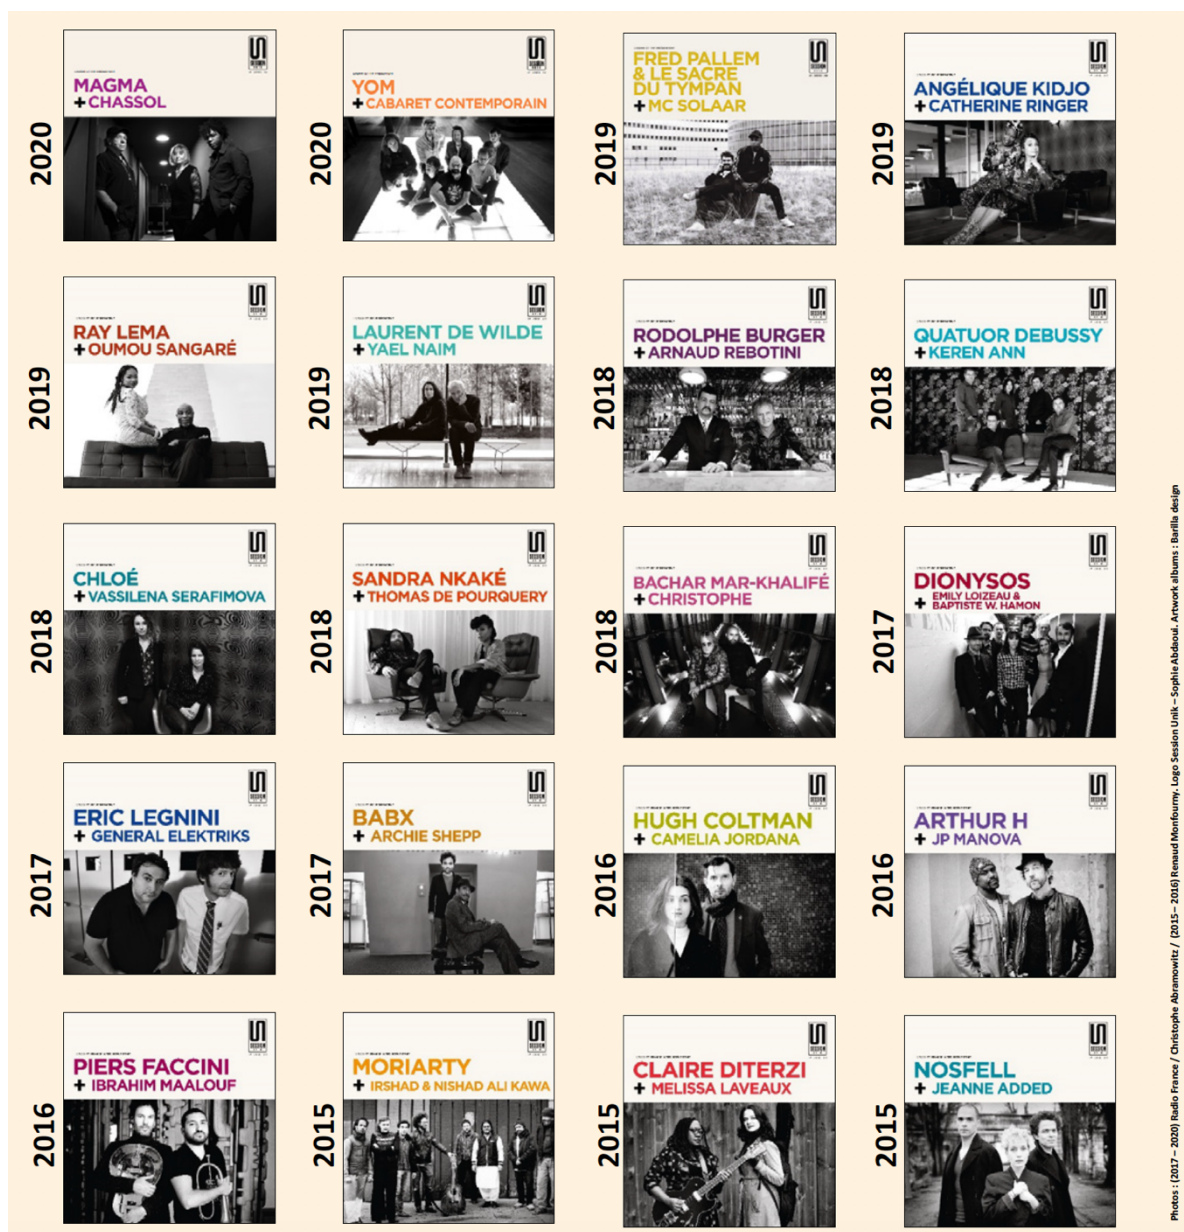 2020
MAGMA
+ CHASSOL
2020
YOM
+ CABARET CONTEMPORAIN
2019
FRED PALLEM
& LE SACRE
DU TYMPAN
+ MC SOLAAR
2019
ANGÉLIQUE KIDJO
+ CATHERINE RINGER
2019
RAY LEMA
+ OUMOU SANGARÉ
2019
LAURENT DE WILDE
+ YAEL NAIM
2018
RODOLPHE BURGER
+ ARNAUD REBOTINI
2018
QUATUOR DEBUSSY
+ KEREN ANN
2018
CHLOÉ
+ VASSILENA SERAFIMOVA
2018
SANDRA NKAKÉ
+ THOMAS DE POURQUERY
2018
BACHAR MAR-KHALIFÉ
+ CHRISTOPHE
2017
DIONYSOS
+ EMILY LOIZEAU &
BAPTISTE W. HAMON
2017
ERIC LEGNINI
+ GENERAL ELEKTRIKS
2017
BABX
+ ARCHIE SHEPP
2016
HUGH COLTMAN
+ CAMELIA JORDANA
2016
ARTHUR H
+ JP MANOVA
2016
PIERS FACCINI
+ IBRAHIM MAALOUF
2015
MORIARTY
+ IRSHAD & NISHAD ALI KAWA
2015
CLAIRE DITERZI
+ MELISSA LAVEAUX
2015
NOSFELL
+ JEANNE ADDED
Photos : (2017 – 2020) Radio France / Christophe Abramowitz / (2015 – 2016) Renaud Monfourny. Logo Session Unik – Sophie Abdaoui. Artwork albums : Barilla design